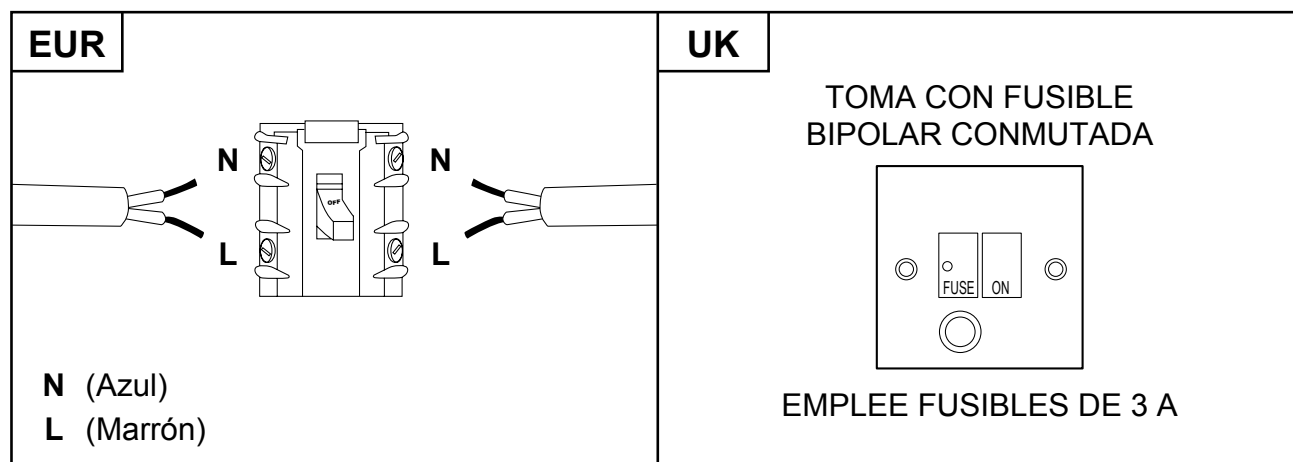 EUR
N
N
OFF
L
L
N (Azul)
L (Marrón)
UK
TOMA CON FUSIBLE
BIPOLAR CONMUTADA
FUSE
ON
EMPLEE FUSIBLES DE 3 A